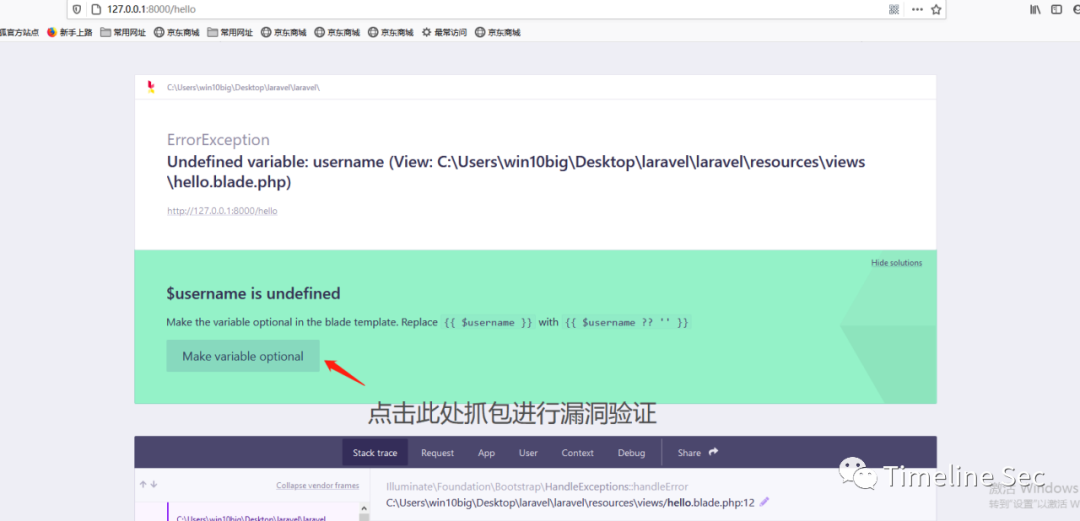 127.0.0.1:8000/hello
狐官方站点 新手上路 常用网址 京东商城 常用网址 京东商城 京东商城 京东商城 最常访问 京东商城
C:\Users\win10big\Desktop\laravel\laravel\
ErrorException
Undefined variable: username (View: C:\Users\win10big\Desktop\laravel\laravel\resources\views
\hello.blade.php)
http://127.0.0.1:8000/hello
Hide solutions
$username is undefined
Make the variable optional in the blade template. Replace {{ $username }} with {{ $username ?? '' }}
Make variable optional
点击此处抓包进行漏洞验证
Stack trace Request App User Context Debug Share
Collapse vendor frames
Illuminate\Foundation\Bootstrap\HandleExceptions::handleError
C:\Users\win10big\Desktop\laravel\laravel\resources/views/hello.blade.php:12
C:\Users\win10big\Desktop\laravel\laravel
Timeline Sec
激活 Windows
转到"设置"以激活 W